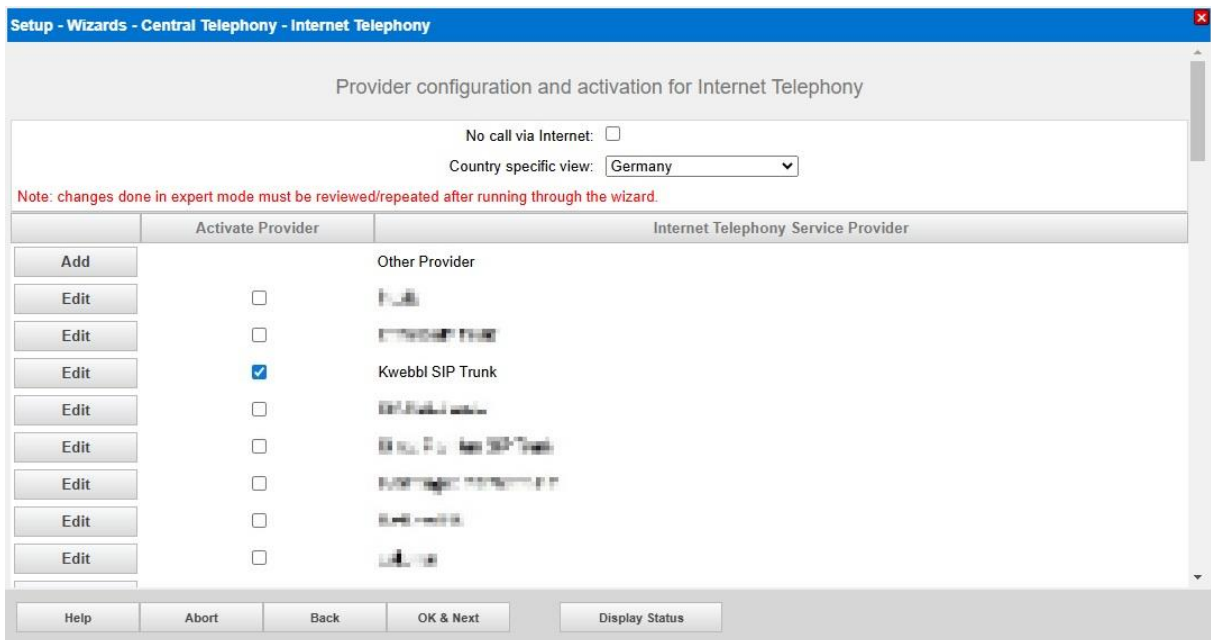 Setup - Wizards - Central Telephony - Internet Telephony
Provider configuration and activation for Internet Telephony
No call via Internet:
Country specific view: Germany
Note: changes done in expert mode must be reviewed/repeated after running through the wizard.
Activate Provider Internet Telephony Service Provider
Add Other Provider
Edit
Edit
Edit Kwebbl SIP Trunk
Edit
Edit
Edit
Edit
Edit
Help Abort Back OK & Next Display Status